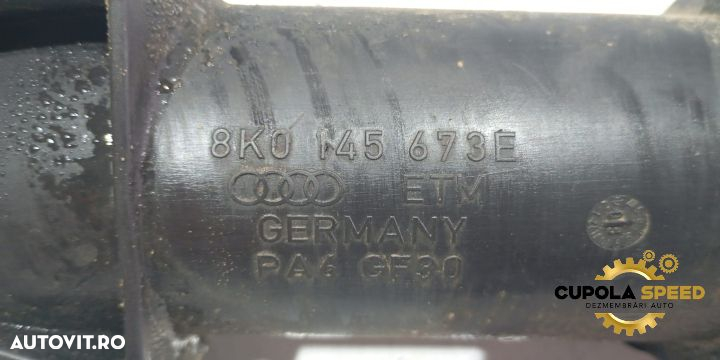 8K0 145 673E
ETM
GERMANY
PA6 GF30
CUPOLA SPEED
DEZMEMBRĂRI AUTO
AUTOVIT.RO